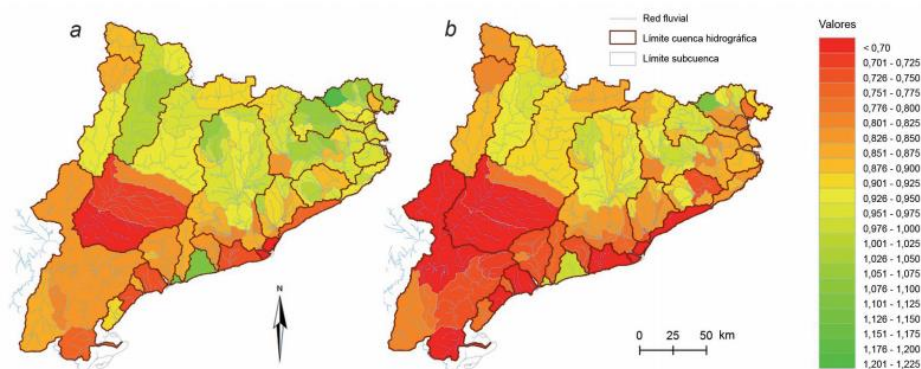 a
b
Red fluvial
Límite cuenca hidrográfica
Límite subcuenca
N
0 25 50 km
Valores
< 0,70
0,701 - 0,725
0,726 - 0,750
0,751 - 0,775
0,776 - 0,800
0,801 - 0,825
0,826 - 0,850
0,851 - 0,875
0,876 - 0,900
0,901 - 0,925
0,926 - 0,950
0,951 - 0,975
0,976 - 1,000
1,001 - 1,025
1,026 - 1,050
1,051 - 1,075
1,076 - 1,100
1,101 - 1,125
1,126 - 1,150
1,151 - 1,175
1,176 - 1,200
1,201 - 1,225